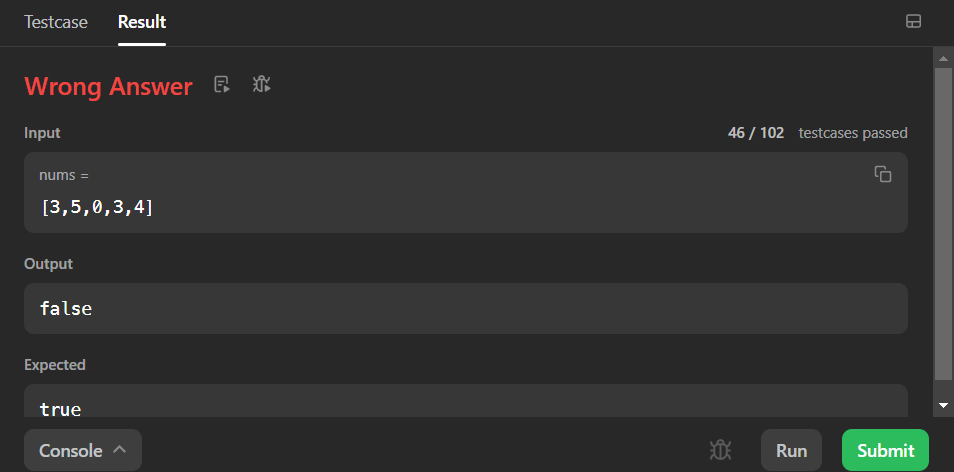 Testcase Result
Wrong Answer
Input 46 / 102 testcases passed
nums =
[3,5,0,3,4]
Output
false
Expected
true
Console Run Submit